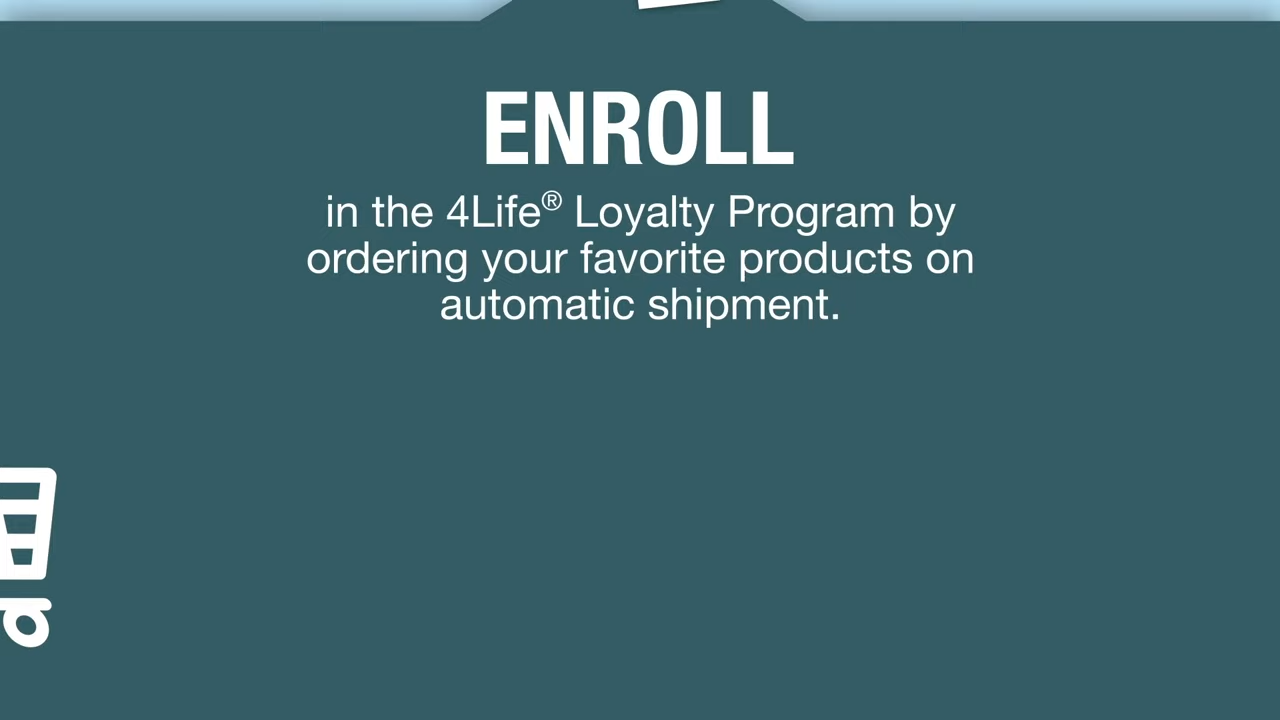 ENROLL
in the 4Life® Loyalty Program by
ordering your favorite products on
automatic shipment.